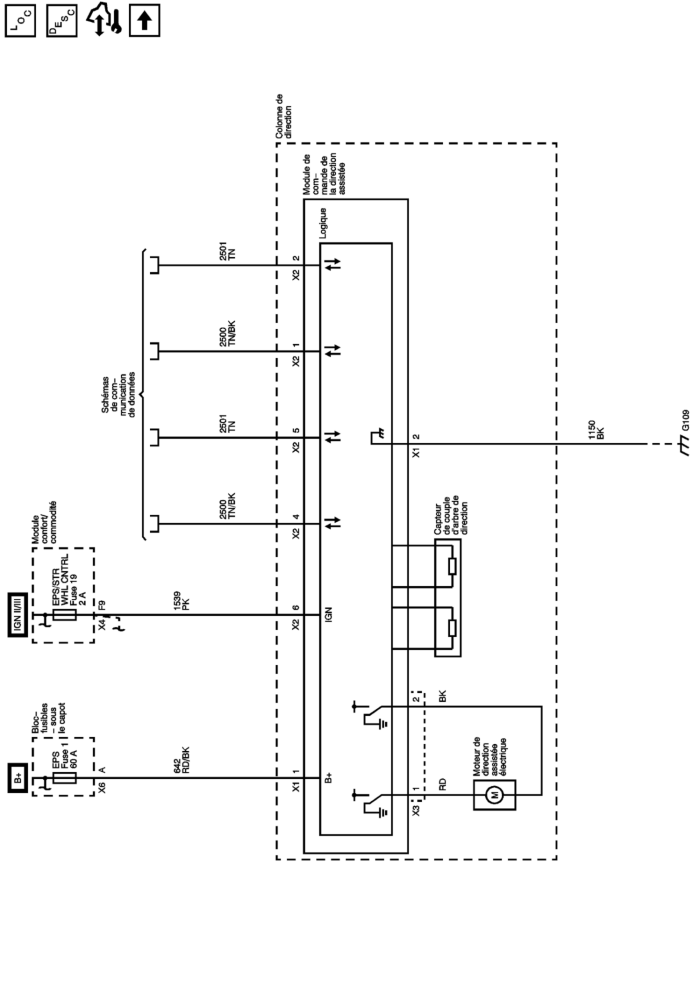 L O C
D E S C
B+
Bloc–
fusibles
– sous
le capot
EPS
Fuse 1
60 A
X6
A
642
RD/BK
X1
1
B+
IGN II/III
Module
confort/
commodité
EPS/STR
WHL CNTRL
Fuse 19
2 A
X4
F9
1539
PK
X2
6
IGN
Schémas
de com–
munication
de données
2500
TN/BK
X2
4
2501
TN
X2
5
2500
TN/BK
X2
1
2501
TN
X2
2
Colonne de
direction
Module de
com–
mande de
la direction
assistée
Logique
X3
1
2
RD
BK
Moteur de
direction
assistée
électrique
M
Capteur
de couple
d'arbre de
direction
X1
2
1150
BK
G109